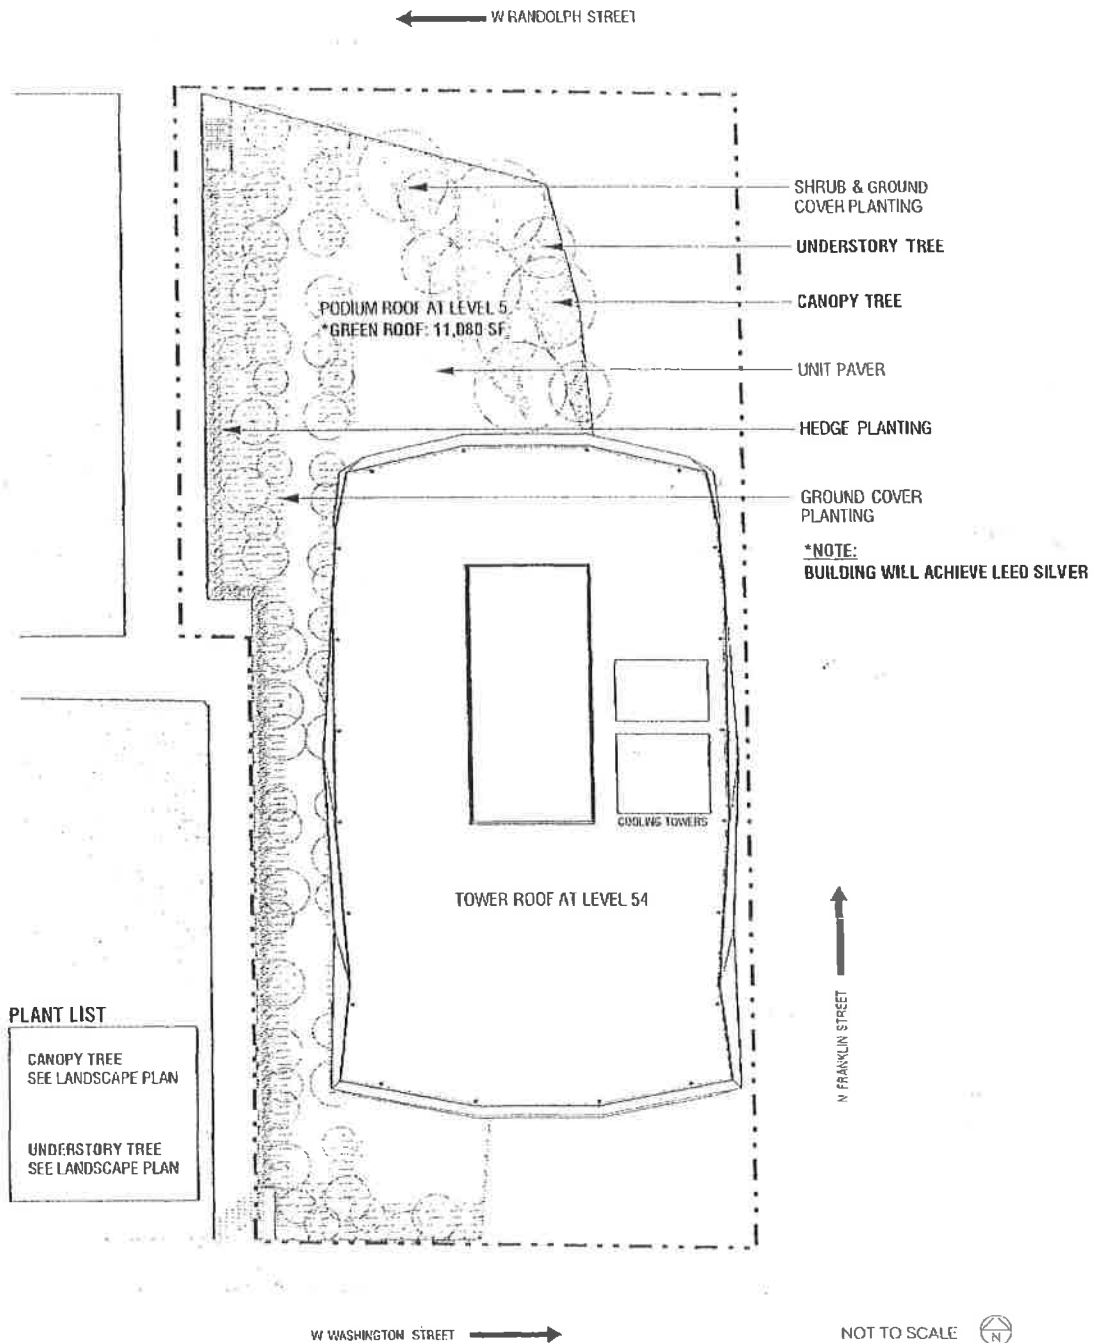 W RANDOLPH STREET
SHRUB & GROUND
COVER PLANTING
UNDERSTORY TREE
CANOPY TREE
PODIUM ROOF AT LEVEL 5
*GREEN ROOF: 11,080 SF
UNIT PAVER
HEDGE PLANTING
GROUND COVER
PLANTING
*NOTE:
BUILDING WILL ACHIEVE LEED SILVER
COOLING TOWERS
TOWER ROOF AT LEVEL 54
N FRANKLIN STREET
PLANT LIST
CANOPY TREE
SEE LANDSCAPE PLAN
UNDERSTORY TREE
SEE LANDSCAPE PLAN
W WASHINGTON STREET
NOT TO SCALE
N